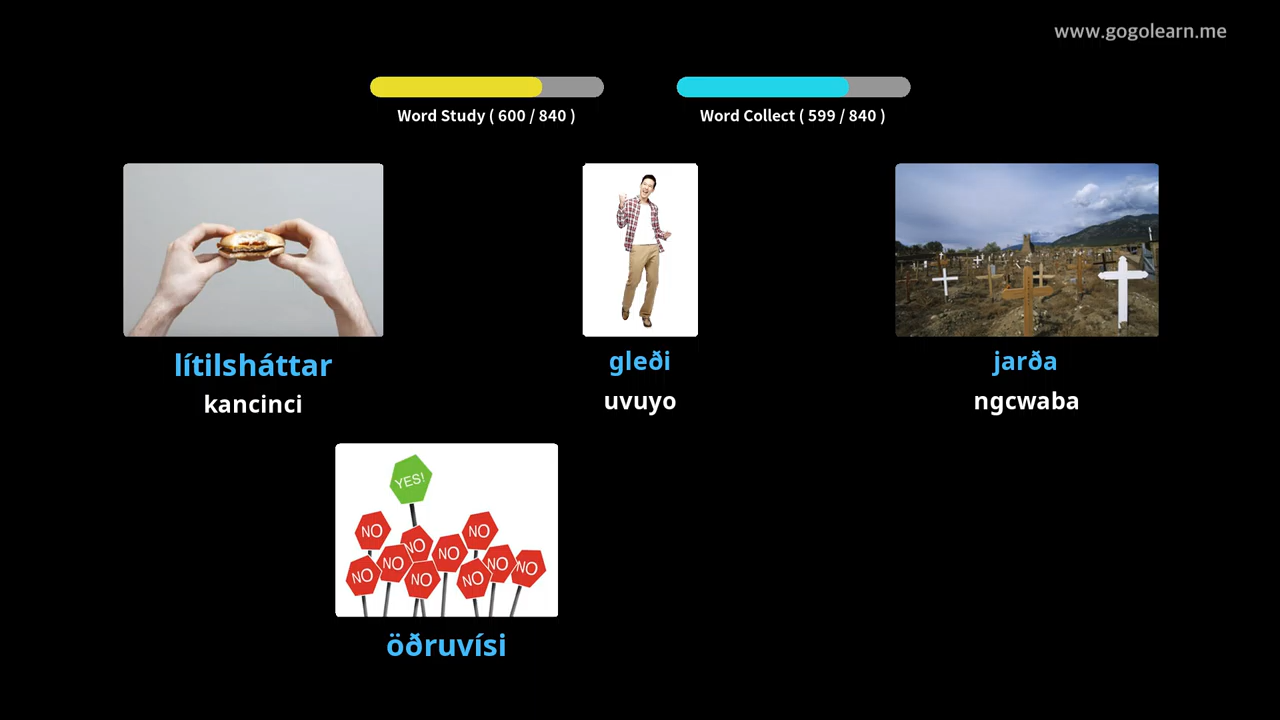 www.gogolearn.me
Word Study ( 600 / 840 )
Word Collect ( 599 / 840 )
lítilsháttar
kancinci
gleði
uvuyo
jarða
ngcwaba
YES!
NO
NO
NO
NO
NO
NO
NO
NO
NO
NO
öðruvísi